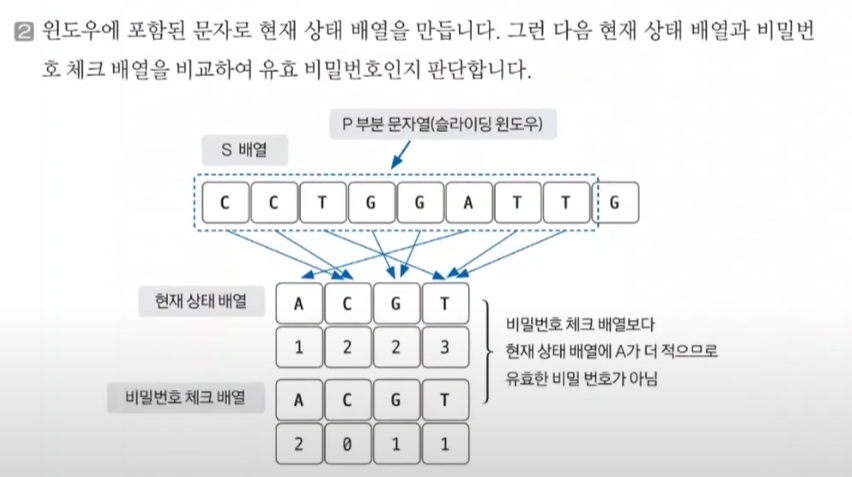 2 윈도우에 포함된 문자로 현재 상태 배열을 만듭니다. 그런 다음 현재 상태 배열과 비밀번
호 체크 배열을 비교하여 유효 비밀번호인지 판단합니다.
P 부분 문자열(슬라이딩 윈도우)
S 배열
C C T G G A T T G
현재 상태 배열
A C G T
1 2 2 3
비밀번호 체크 배열
A C G T
2 0 1 1
비밀번호 체크 배열보다
현재 상태 배열에 A가 더 적으므로
유효한 비밀 번호가 아님